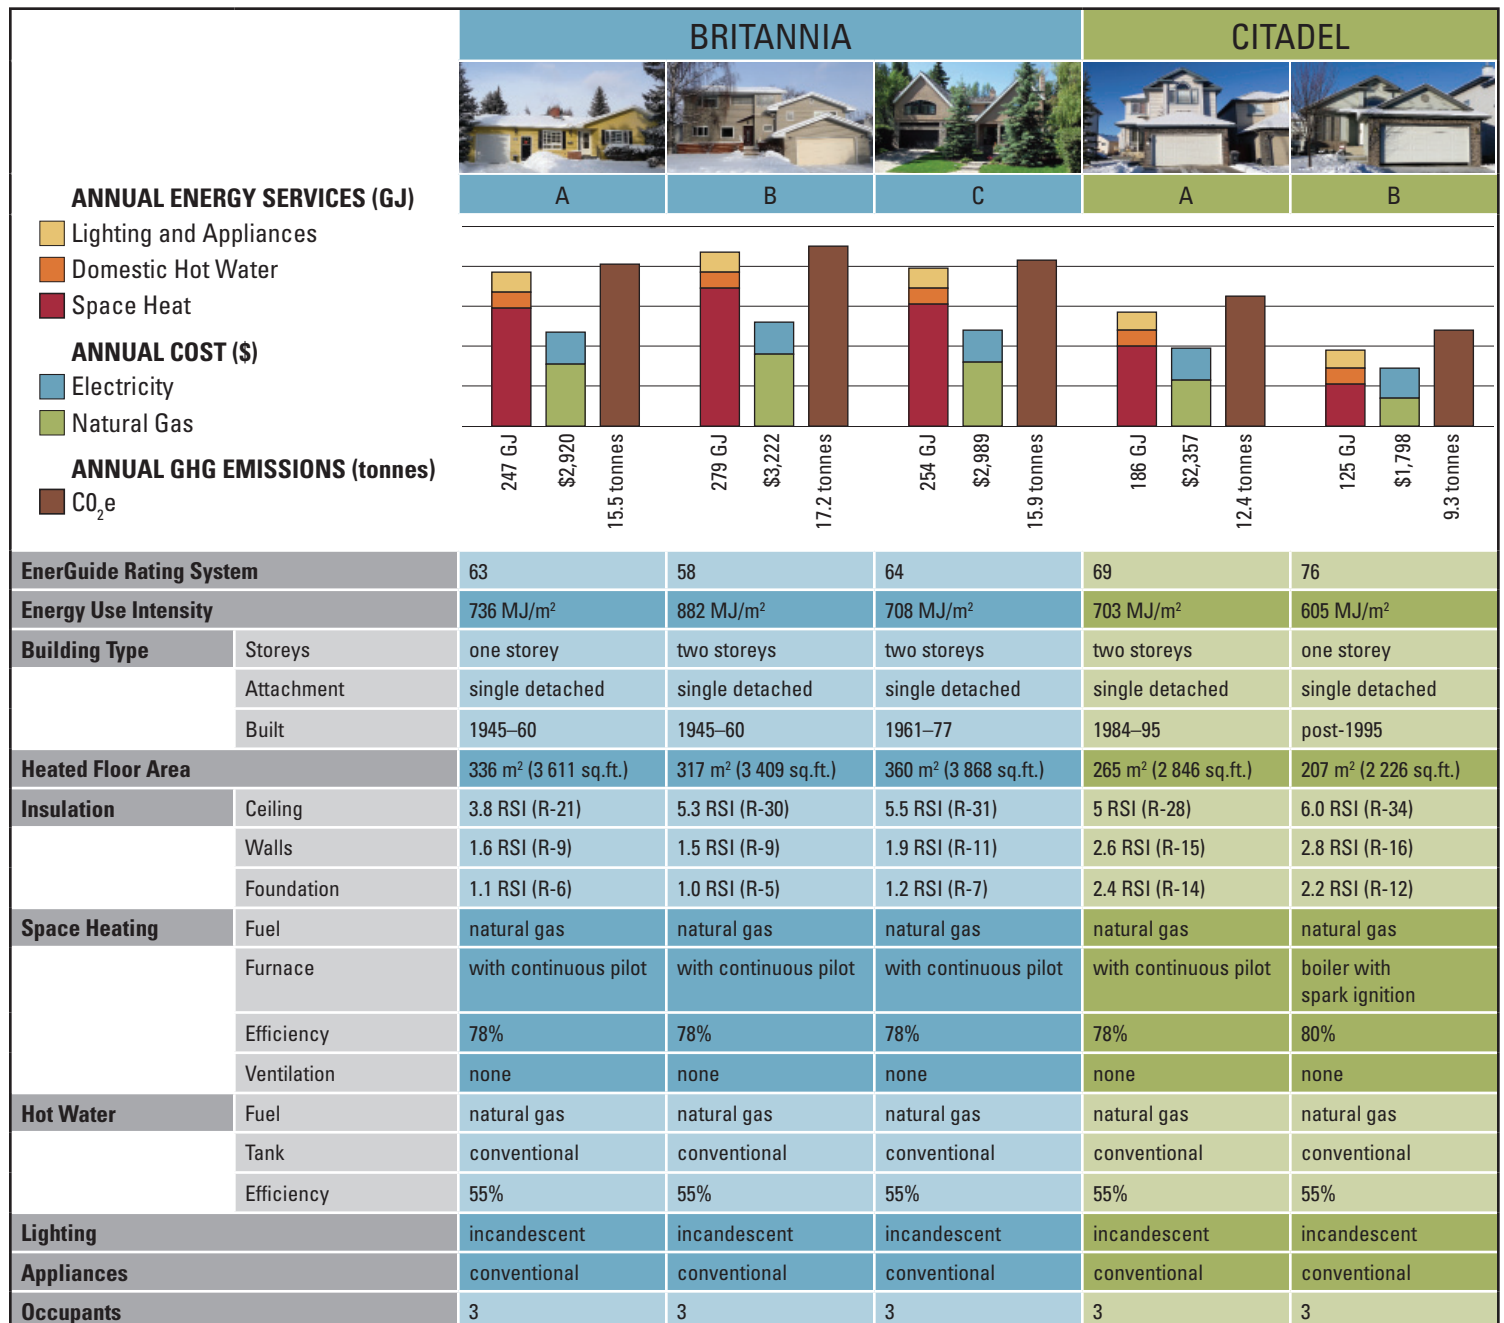 BRITANNIA CITADEL
A B C A B
ANNUAL ENERGY SERVICES (GJ)
Lighting and Appliances
Domestic Hot Water
Space Heat
ANNUAL COST ($)
Electricity
Natural Gas
ANNUAL GHG EMISSIONS (tonnes)
CO2e
247 GJ $2,920 15.5 tonnes 279 GJ $3,222 17.2 tonnes 254 GJ $2,989 15.9 tonnes 186 GJ $2,357 12.4 tonnes 125 GJ $1,798 9.3 tonnes
EnerGuide Rating System 63 58 64 69 76
Energy Use Intensity 736 MJ/m² 882 MJ/m² 708 MJ/m² 703 MJ/m² 605 MJ/m²
Building Type Storeys one storey two storeys two storeys two storeys one storey
Attachment single detached single detached single detached single detached single detached
Built 1945–60 1945–60 1961–77 1984–95 post-1995
Heated Floor Area 336 m² (3 611 sq.ft.) 317 m² (3 409 sq.ft.) 360 m² (3 868 sq.ft.) 265 m² (2 846 sq.ft.) 207 m² (2 226 sq.ft.)
Insulation Ceiling 3.8 RSI (R-21) 5.3 RSI (R-30) 5.5 RSI (R-31) 5 RSI (R-28) 6.0 RSI (R-34)
Walls 1.6 RSI (R-9) 1.5 RSI (R-9) 1.9 RSI (R-11) 2.6 RSI (R-15) 2.8 RSI (R-16)
Foundation 1.1 RSI (R-6) 1.0 RSI (R-5) 1.2 RSI (R-7) 2.4 RSI (R-14) 2.2 RSI (R-12)
Space Heating Fuel natural gas natural gas natural gas natural gas natural gas
Furnace with continuous pilot with continuous pilot with continuous pilot with continuous pilot boiler with
spark ignition
Efficiency 78% 78% 78% 78% 80%
Ventilation none none none none none
Hot Water Fuel natural gas natural gas natural gas natural gas natural gas
Tank conventional conventional conventional conventional conventional
Efficiency 55% 55% 55% 55% 55%
Lighting incandescent incandescent incandescent incandescent incandescent
Appliances conventional conventional conventional conventional conventional
Occupants 3 3 3 3 3